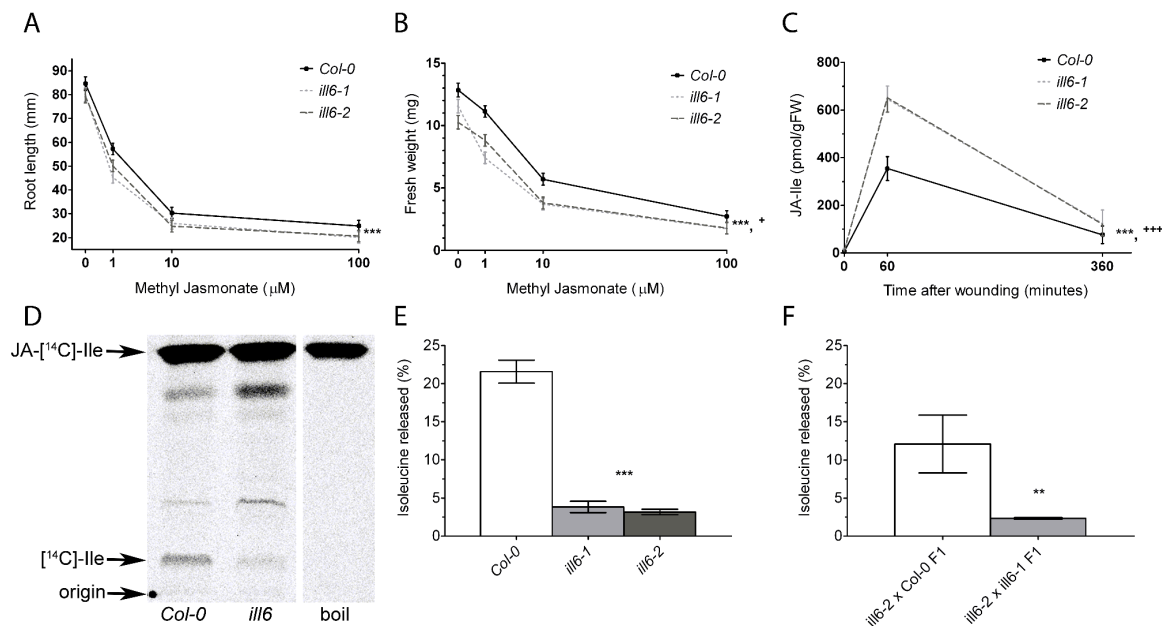 A
Root length (mm)
90
80
70
60
50
40
30
20
0
1
10
100
Methyl Jasmonate (μM)
Col-0
ill6-1
ill6-2
***
B
Fresh weight (mg)
15
10
5
0
0
1
10
100
Methyl Jasmonate (μM)
Col-0
ill6-1
ill6-2
***, +
C
JA-Ile (pmol/gFW)
800
600
400
200
0
0
60
360
Time after wounding (minutes)
Col-0
ill6-1
ill6-2
***, +++
D
JA-[14C]-Ile
[14C]-Ile
origin
Col-0
ill6
boil
E
Isoleucine released (%)
25
20
15
10
5
0
***
Col-0
ill6-1
ill6-2
F
Isoleucine released (%)
25
20
15
10
5
0
**
ill6-2 x Col-0 F1
ill6-2 x ill6-1 F1